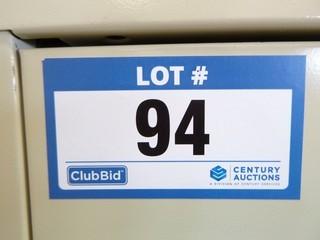 LOT #
94
ClubBid
CENTURY
AUCTIONS
A DIVISION OF CENTURY SERVICES